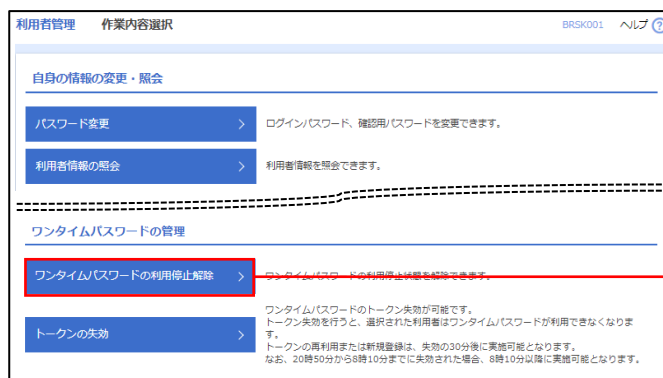 利用者管理 作業内容選択 BRSK001 ヘルプ ?
自身の情報の変更・照会
パスワード変更 ログインパスワード、確認用パスワードを変更できます。
利用者情報の照会 利用者情報を照会できます。
ワンタイムパスワードの管理
ワンタイムパスワードの利用停止解除 ワンタイムパスワードの利用停止状態を解除できます。
ワンタイムパスワードのトークン失効が可能です。
トークン失効を行うと、選択された利用者はワンタイムパスワードが利用できなくなりま
す。
トークンの失効
トークンの再利用または新規登録は、失効の30分後に実施可能となります。
なお、20時50分から8時10分までに失効された場合、8時10分以降に実施可能となります。